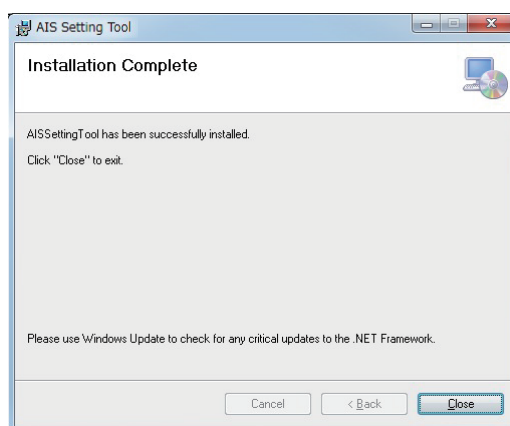 AIS Setting Tool
Installation Complete
AISSettingTool has been successfully installed.
Click "Close" to exit.
Please use Windows Update to check for any critical updates to the .NET Framework.
Cancel
< Back
Close